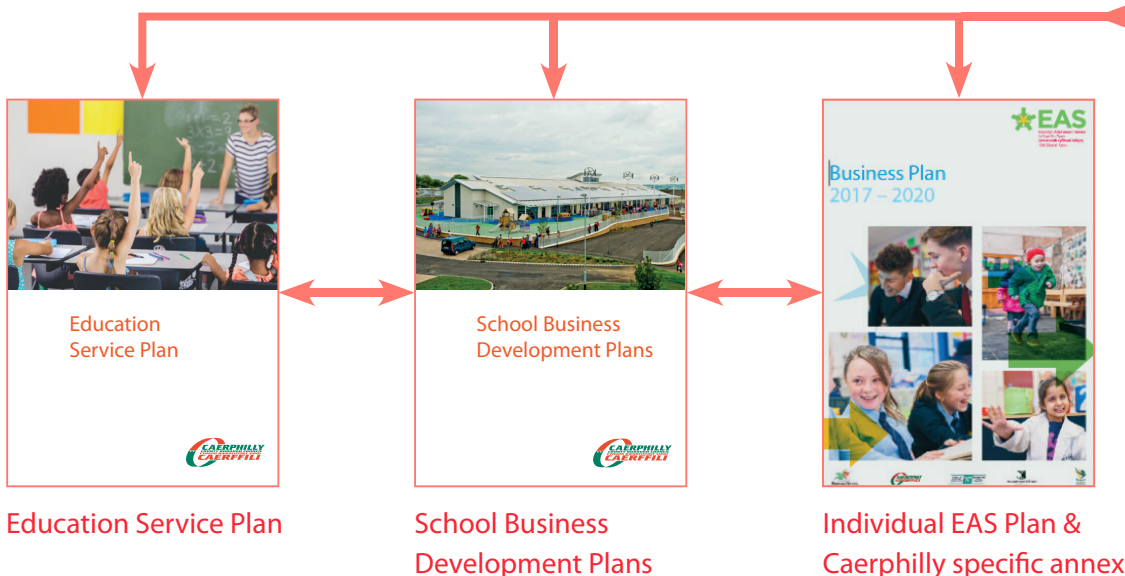 EAS
Business Plan
2017 – 2020
Education
Service Plan
School Business
Development Plans
CAERPHILLY
CAERFFILI
CAERPHILLY
CAERFFILI
Education Service Plan
School Business
Development Plans
Individual EAS Plan &
Caerphilly specific annex